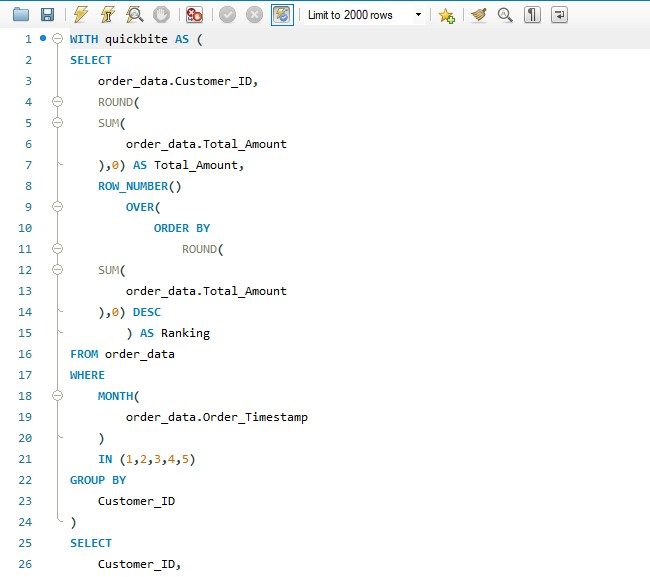 Limit to 2000 rows
1 WITH quickbite AS (
2 SELECT
3 order_data.Customer_ID,
4 ROUND(
5 SUM(
6 order_data.Total_Amount
7 ),0) AS Total_Amount,
8 ROW_NUMBER()
9 OVER(
10 ORDER BY
11 ROUND(
12 SUM(
13 order_data.Total_Amount
14 ),0) DESC
15 ) AS Ranking
16 FROM order_data
17 WHERE
18 MONTH(
19 order_data.Order_Timestamp
20 )
21 IN (1,2,3,4,5)
22 GROUP BY
23 Customer_ID
24 )
25 SELECT
26 Customer_ID,